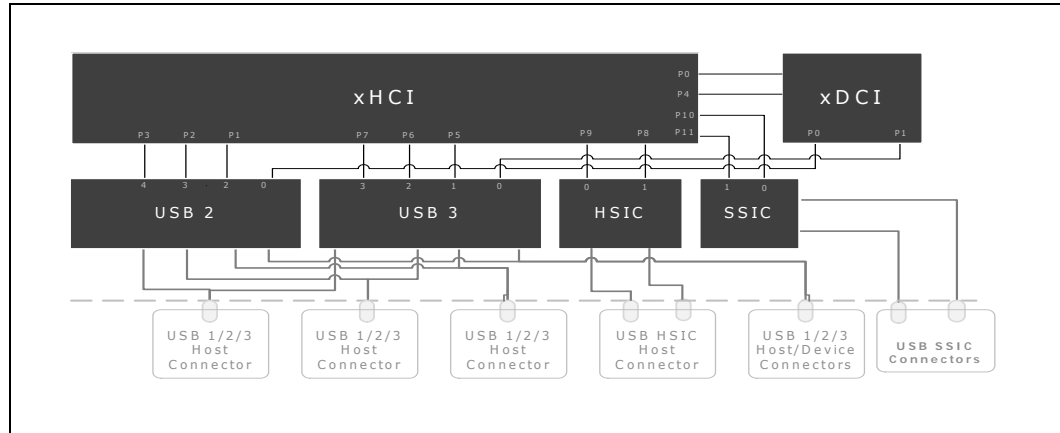 P0
xHCI
P4
xDCI
P10
P3 P2 P1 P7 P6 P5 P9 P8 P11 P0 P1
4 3 2 0 3 2 1 0 0 1 1 0
USB 2 USB 3 HSIC SSIC
USB 1/2/3
Host
Connector
USB 1/2/3
Host
Connector
USB 1/2/3
Host
Connector
USB HSIC
Host
Connector
USB 1/2/3
Host/Device
Connectors
USB SSIC
Connectors